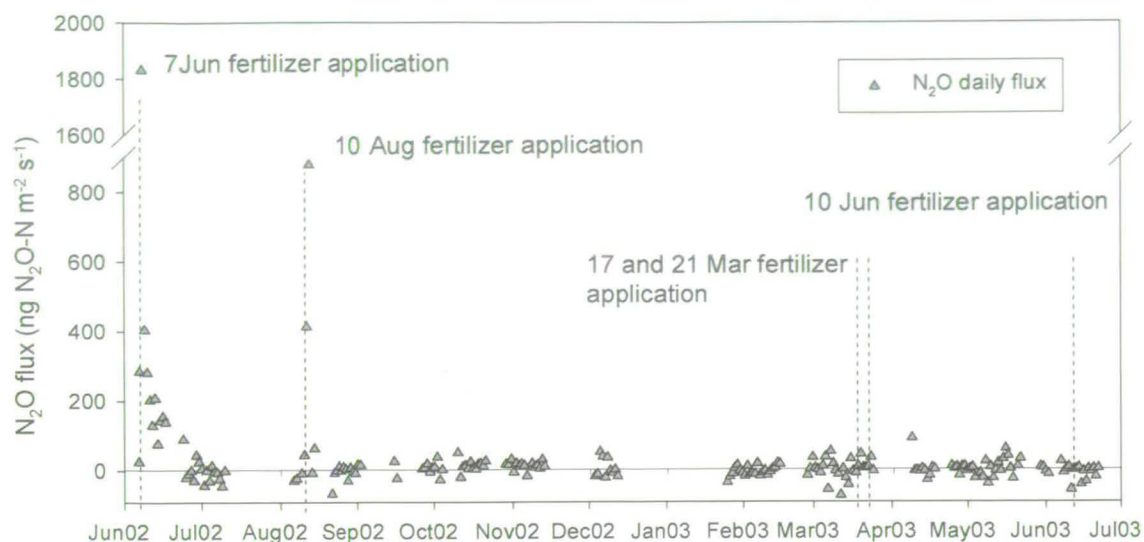 2000
1800
1600
800
600
400
200
0
N₂O flux (ng N₂O-N m⁻² s⁻¹)
7Jun fertilizer application
N₂O daily flux
10 Aug fertilizer application
10 Jun fertilizer application
17 and 21 Mar fertilizer
application
Jun02 Jul02 Aug02 Sep02 Oct02 Nov02 Dec02 Jan03 Feb03 Mar03 Apr03 May03 Jun03 Jul03